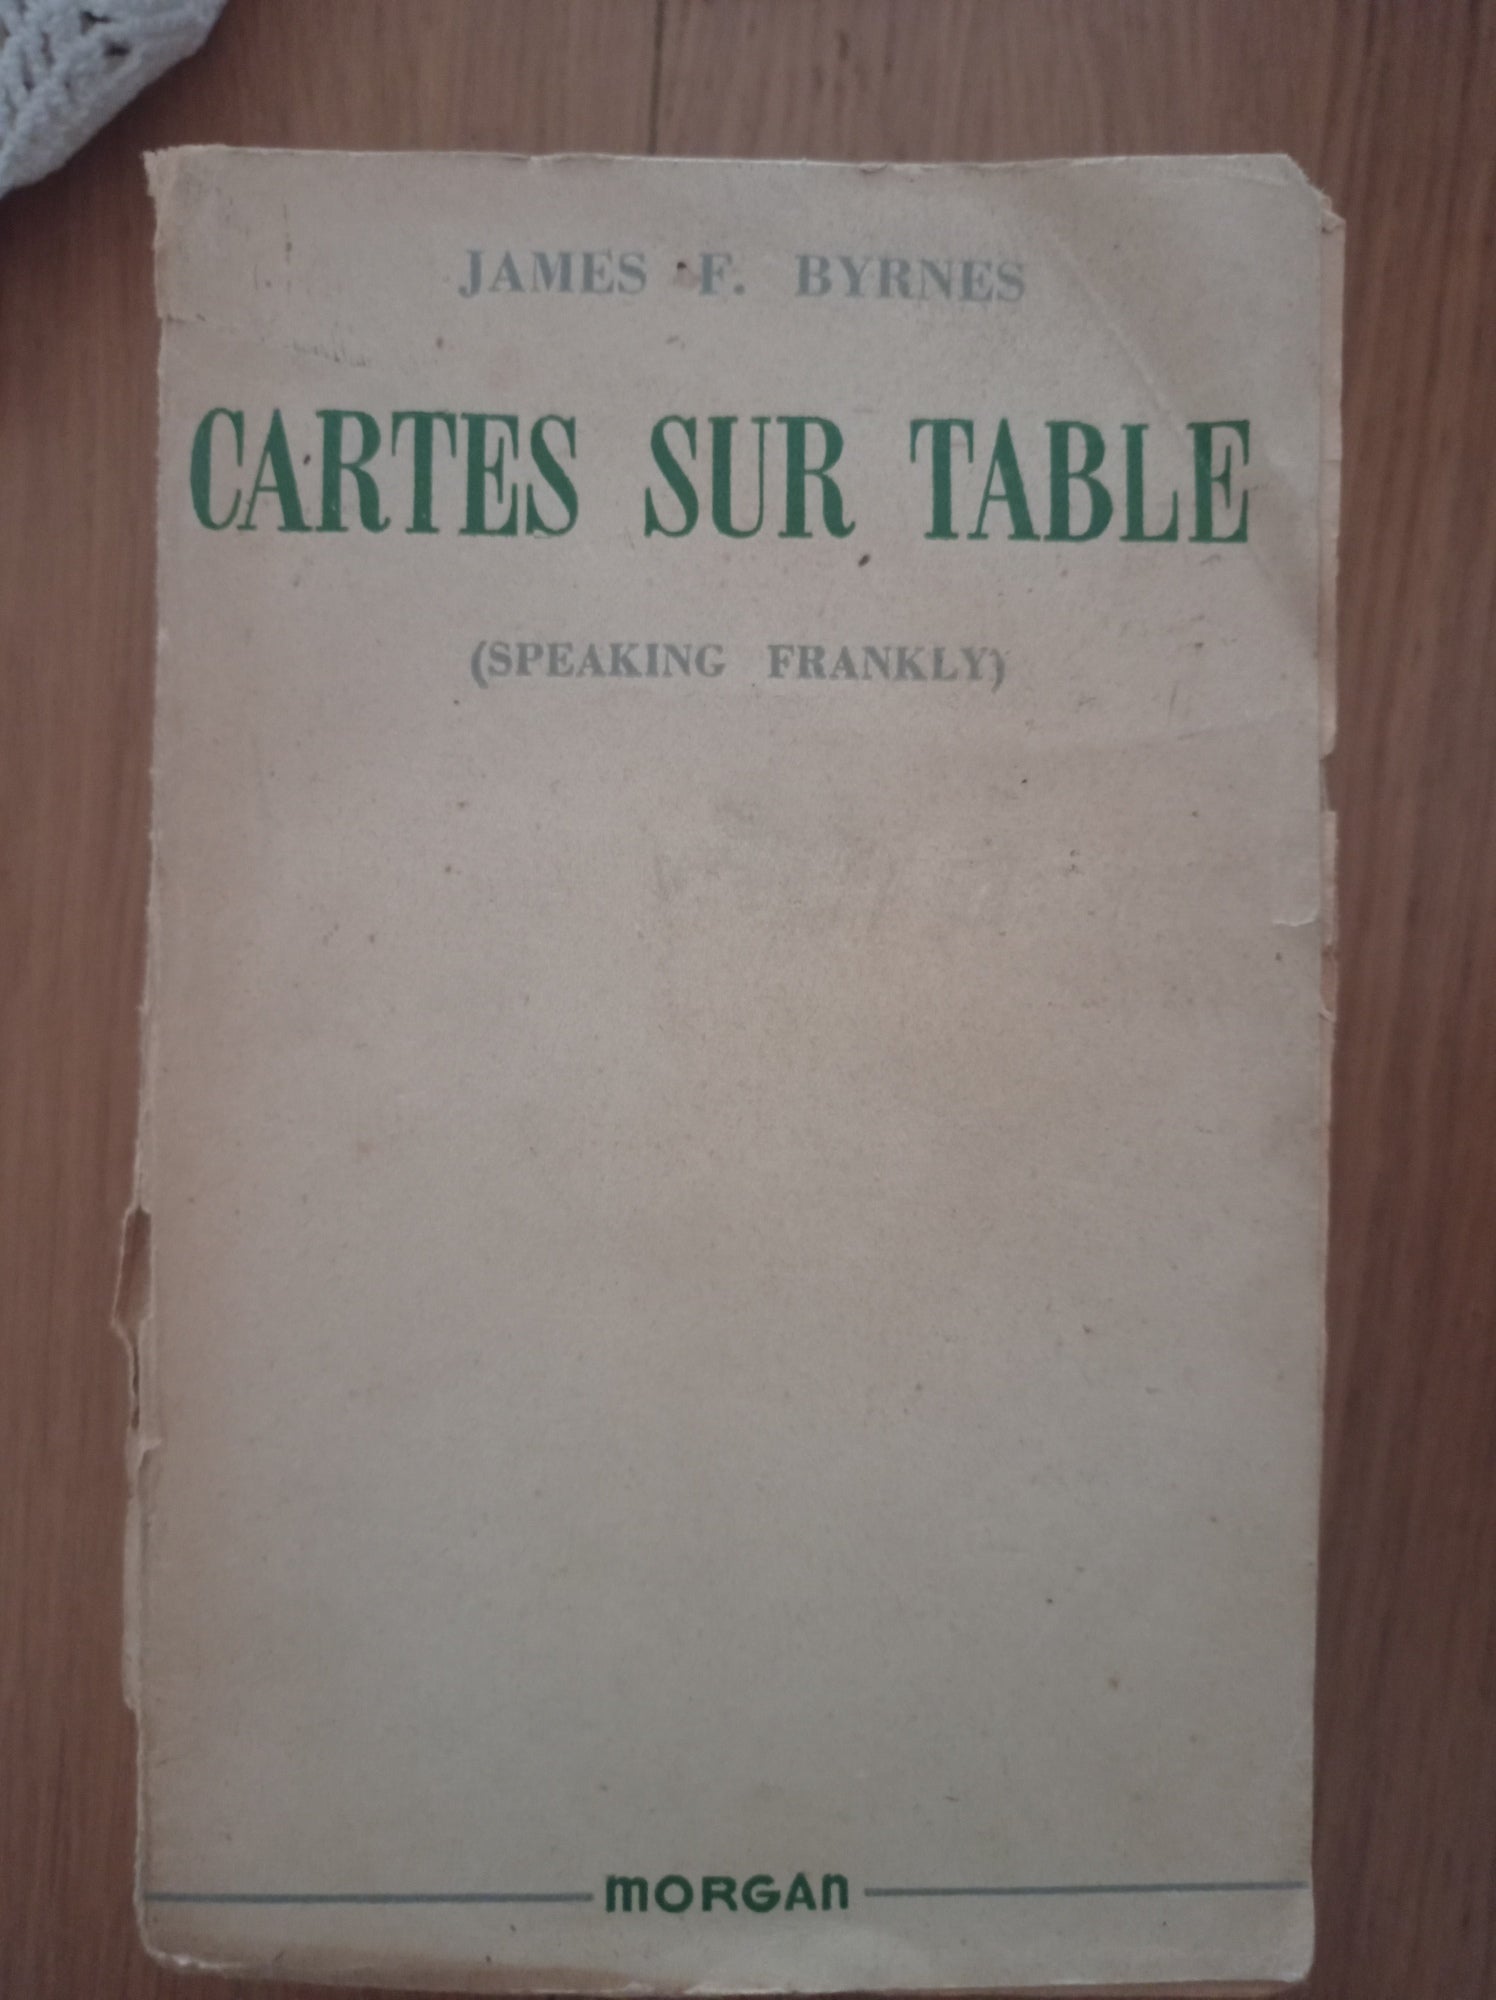 JAMES F. BYRNES
CARTES SUR TABLE
(SPEAKING FRANKLY)
MORGAN